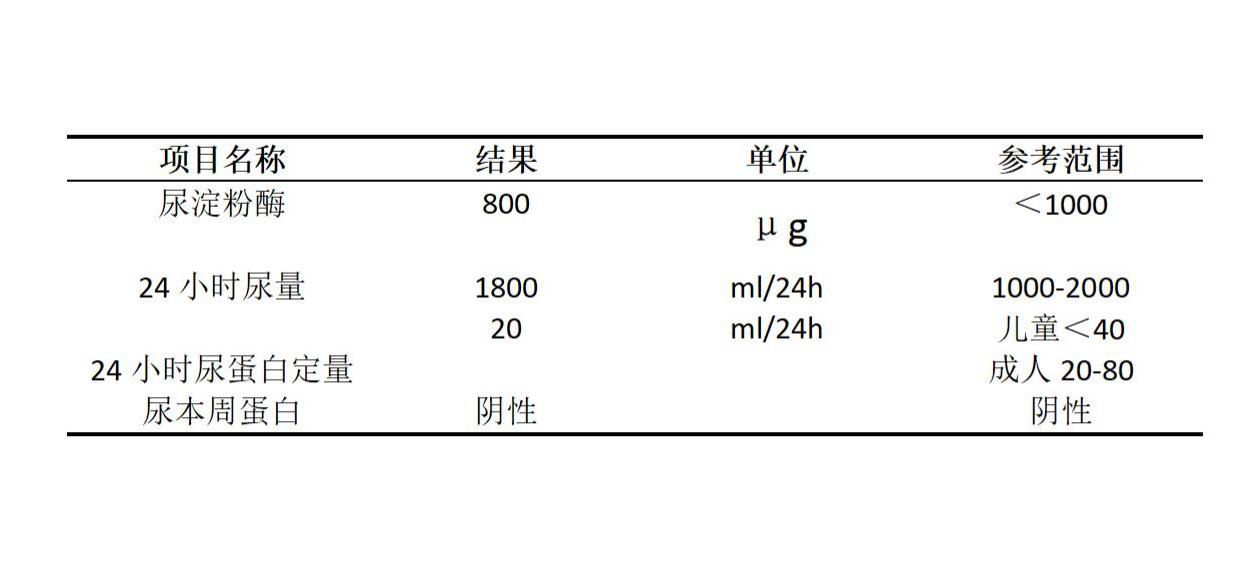 项目名称 结果 单位 参考范围
尿淀粉酶 800 μg ＜1000
24 小时尿量 1800 ml/24h 1000-2000
20 ml/24h 儿童＜40
24 小时尿蛋白定量 成人 20-80
尿本周蛋白 阴性 阴性